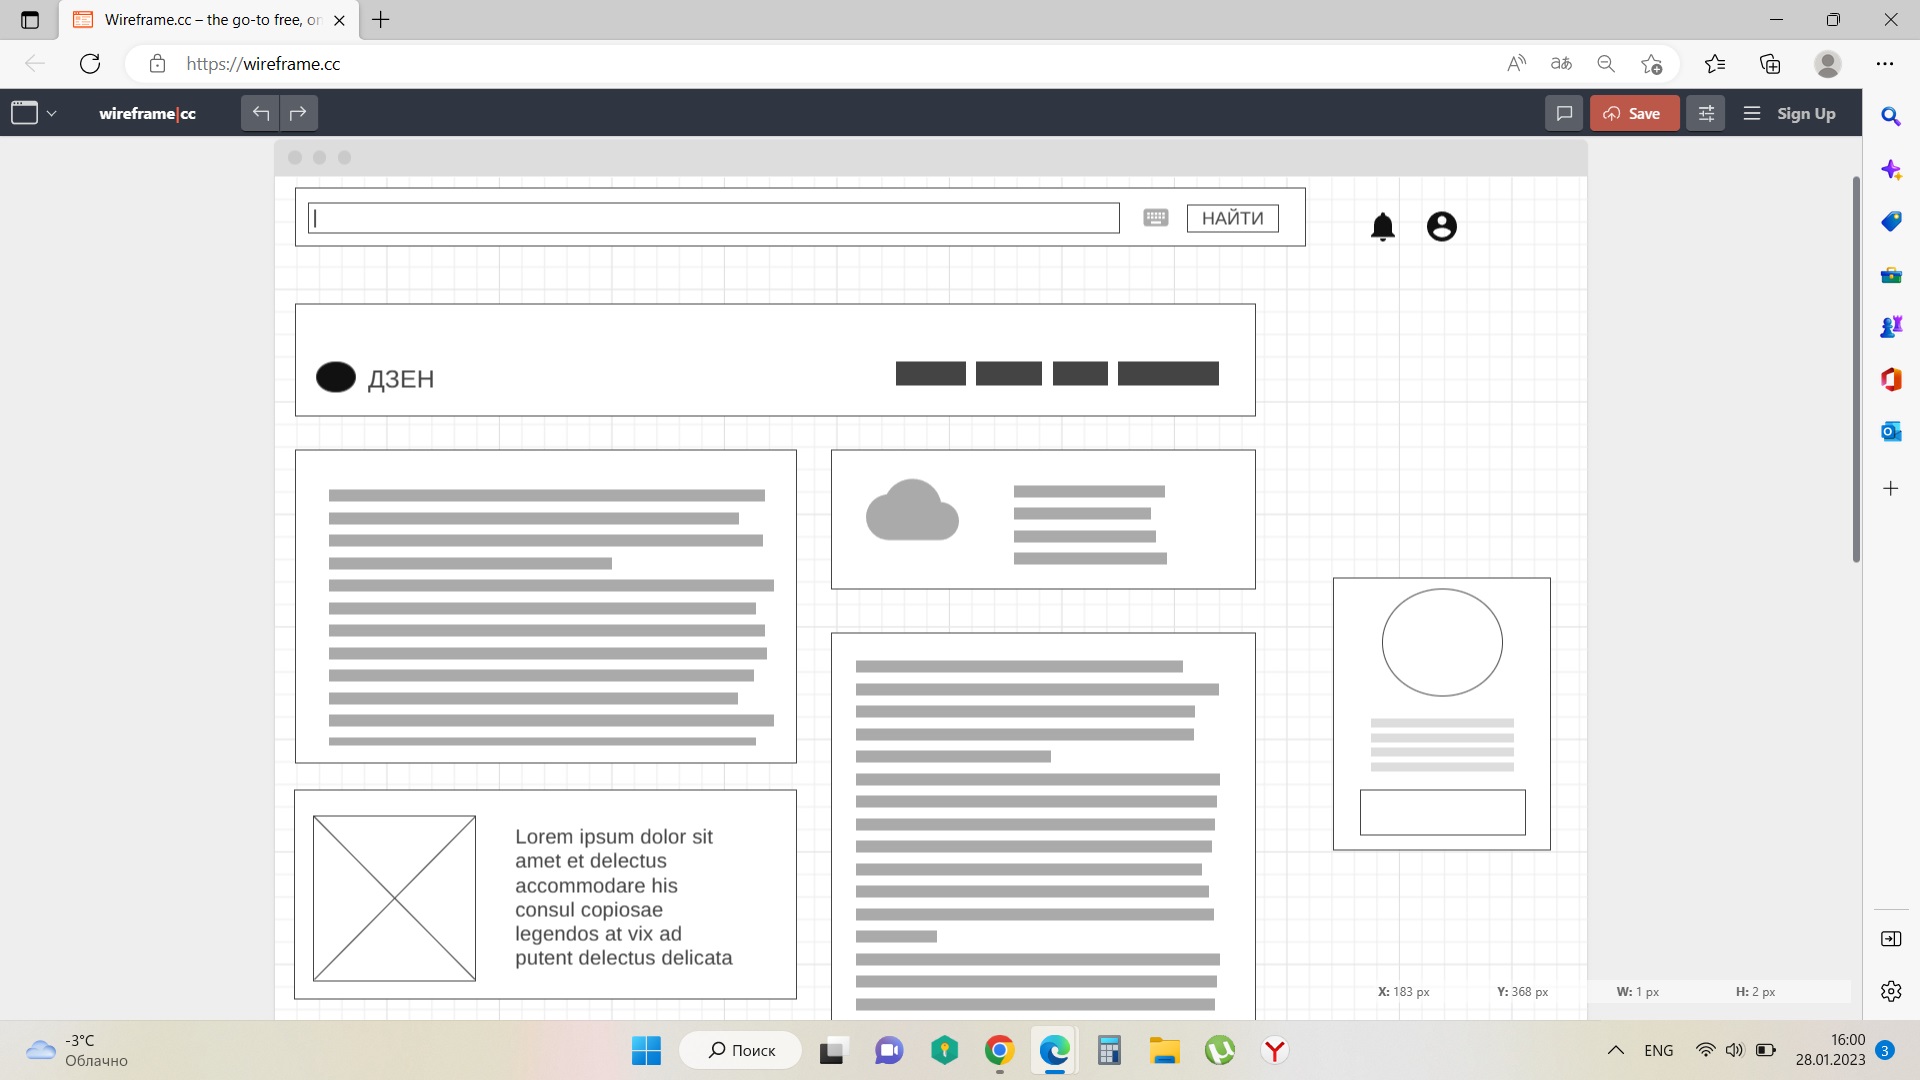 Wireframe.cc – the go-to free, on
https://wireframe.cc
wireframe|cc
Save
Sign Up
НАЙТИ
ДЗЕН
Lorem ipsum dolor sit
amet et delectus
accommodare his
consul copiosae
legendos at vix ad
putent delectus delicata
X: 183 px
Y: 368 px
W: 1 px
H: 2 px
-3°C
Облачно
Поиск
ENG
16:00
28.01.2023
3